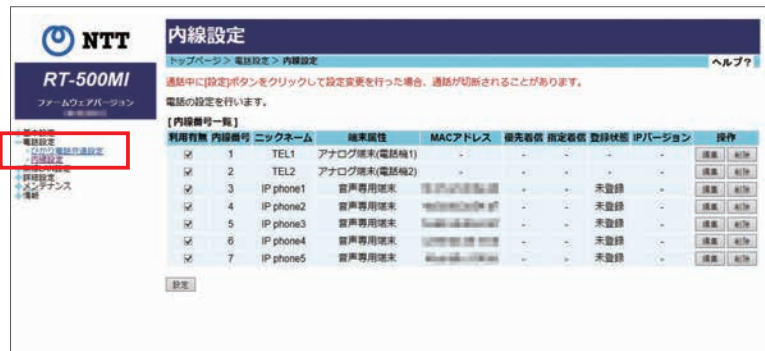 NTT
RT-500MI
ファームウェアバージョン
基本設定
電話設定
ひかり電話共通設定
内線設定
詳細設定
メンテナンス
情報
内線設定
トップページ > 電話設定 > 内線設定
ヘルプ?
通話中に[設定]ボタンをクリックして設定変更を行った場合、通話が切断されることがあります。
電話の設定を行います。
[内線番号一覧]
利用有無 内線番号 ニックネーム 端末属性 MACアドレス 優先着信 指定着信 登録状態 IPバージョン 操作
1 TEL1 アナログ端末(電話機1) - - - - - 編集 削除
2 TEL2 アナログ端末(電話機2) - - - - - 編集 削除
3 IP phone1 音声専用端末 - - 未登録 - 編集 削除
4 IP phone2 音声専用端末 - - 未登録 - 編集 削除
5 IP phone3 音声専用端末 - - 未登録 - 編集 削除
6 IP phone4 音声専用端末 - - 未登録 - 編集 削除
7 IP phone5 音声専用端末 - - 未登録 - 編集 削除
設定